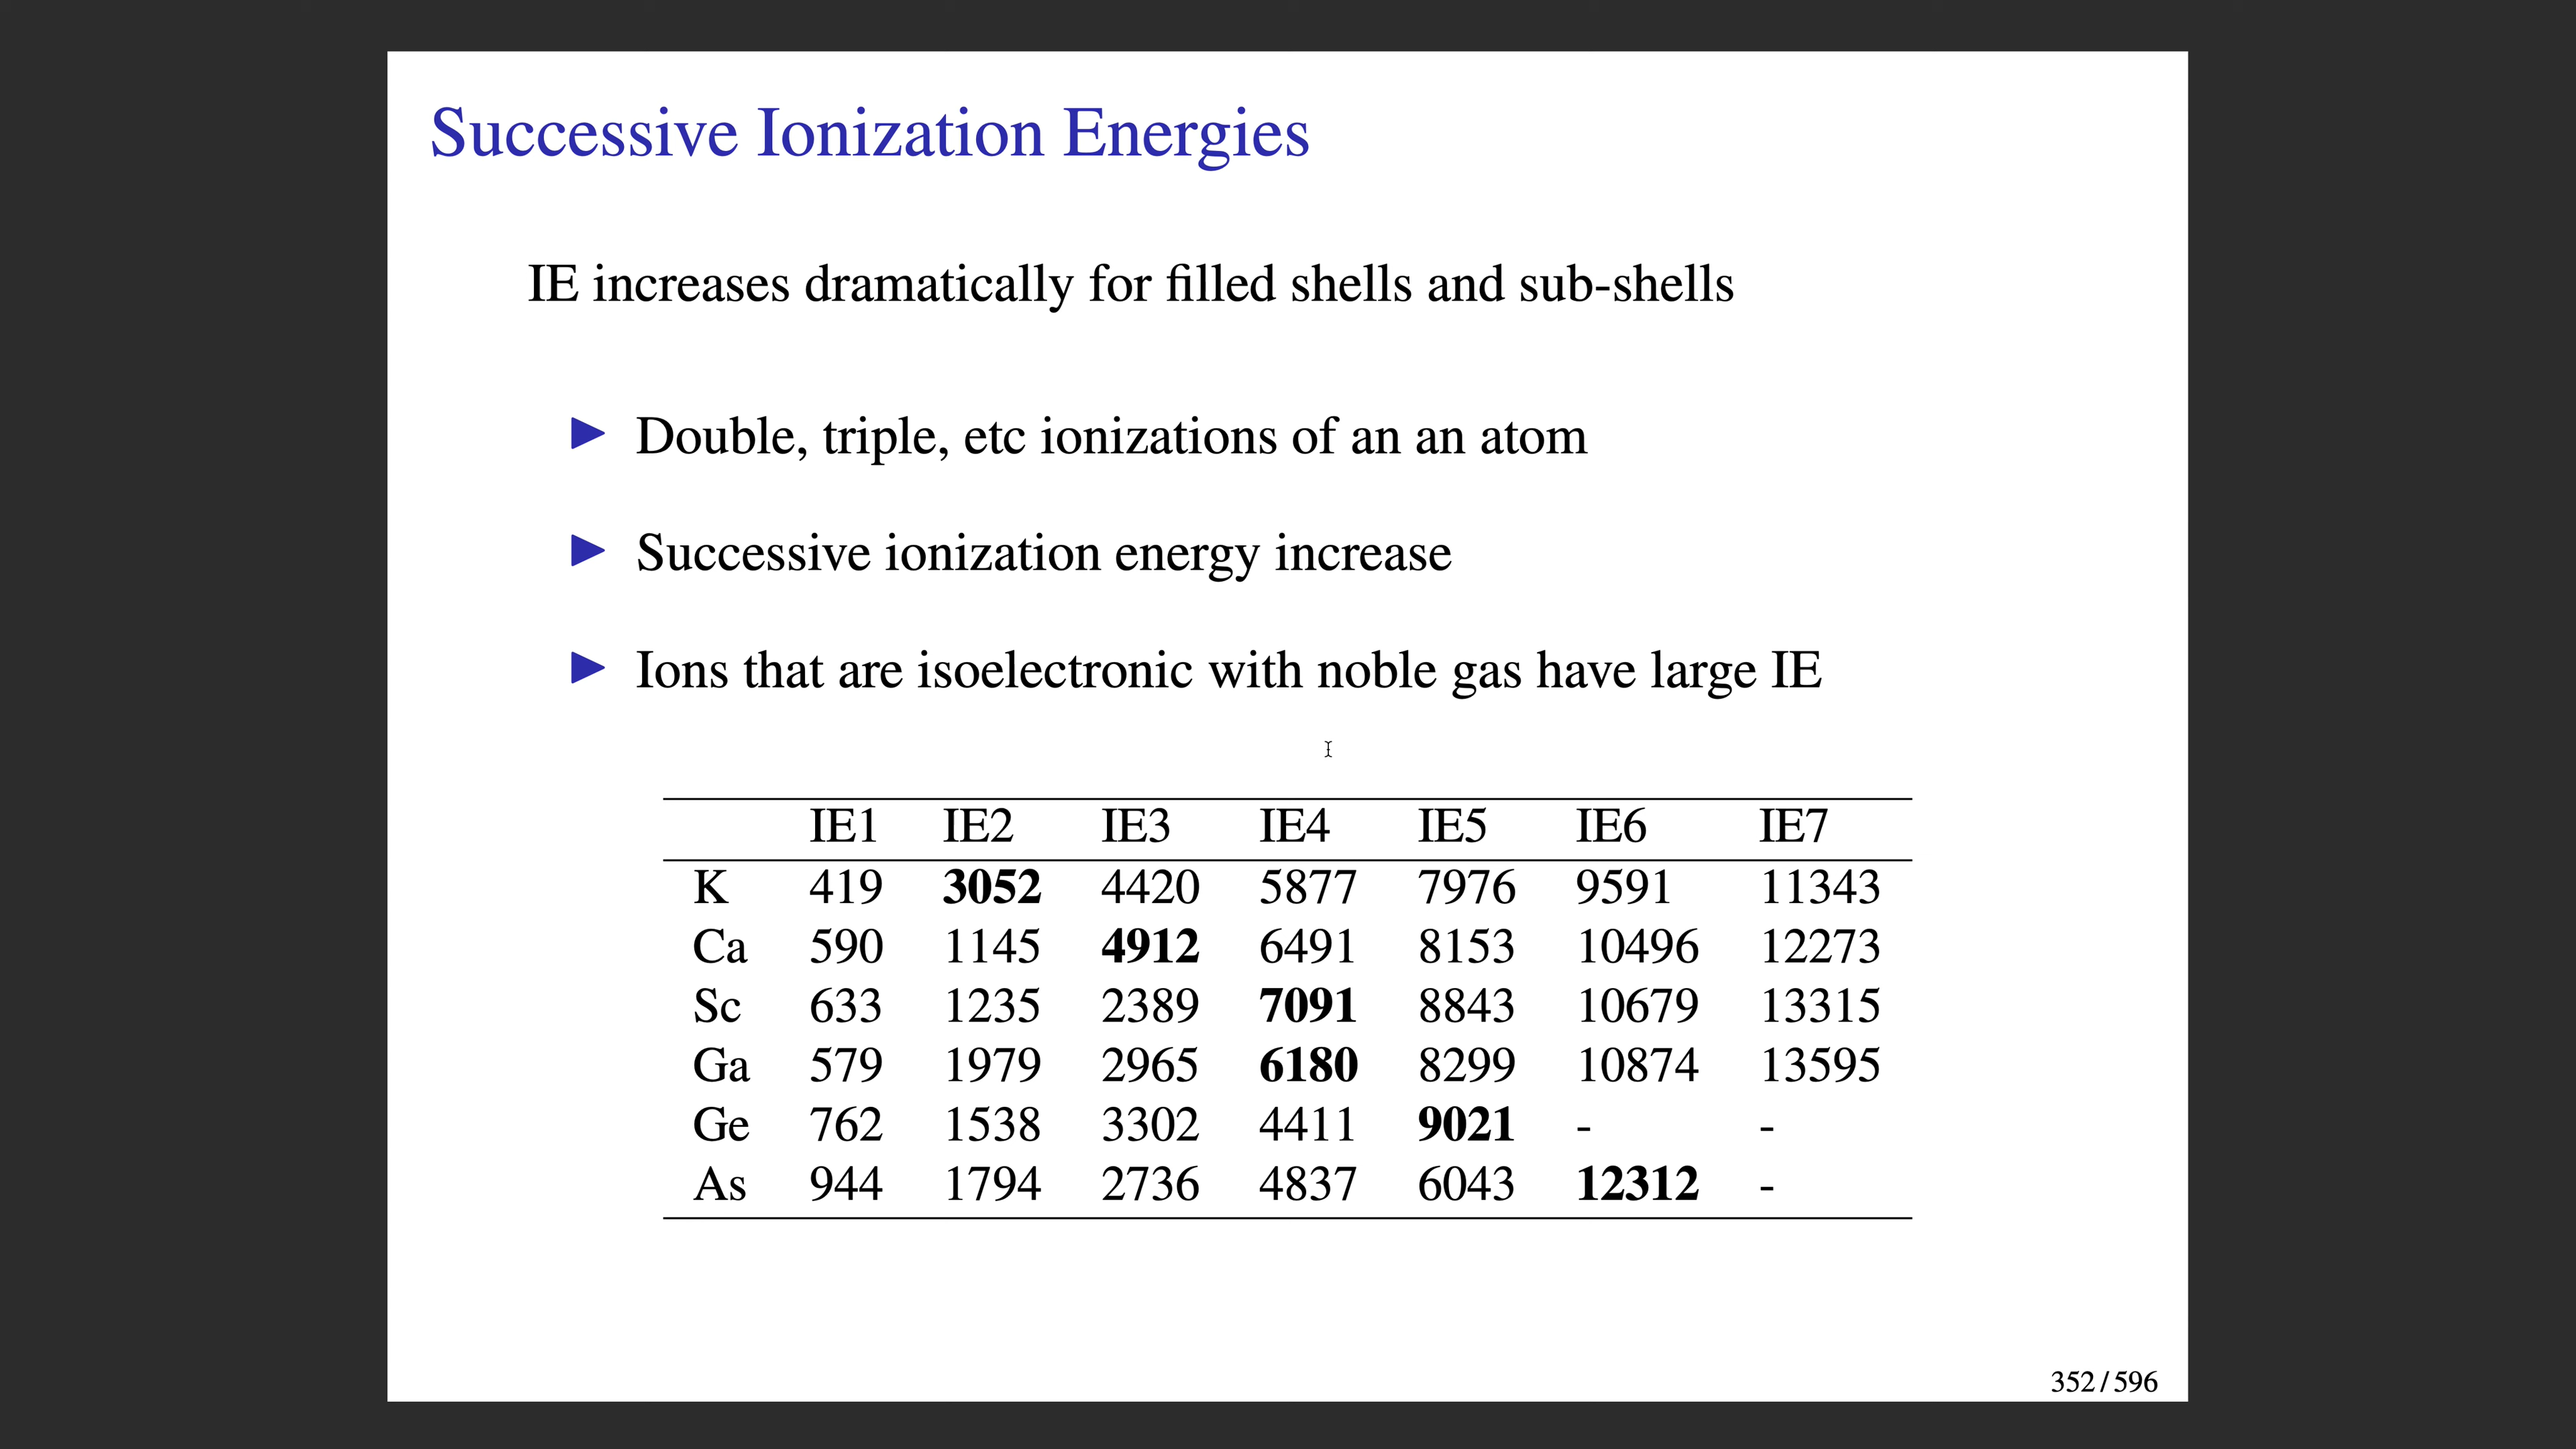 Successive Ionization Energies
IE increases dramatically for filled shells and sub-shells
▶ Double, triple, etc ionizations of an an atom
▶ Successive ionization energy increase
▶ Ions that are isoelectronic with noble gas have large IE
IE1 IE2 IE3 IE4 IE5 IE6 IE7
K 419 3052 4420 5877 7976 9591 11343
Ca 590 1145 4912 6491 8153 10496 12273
Sc 633 1235 2389 7091 8843 10679 13315
Ga 579 1979 2965 6180 8299 10874 13595
Ge 762 1538 3302 4411 9021 - -
As 944 1794 2736 4837 6043 12312 -
352 / 596